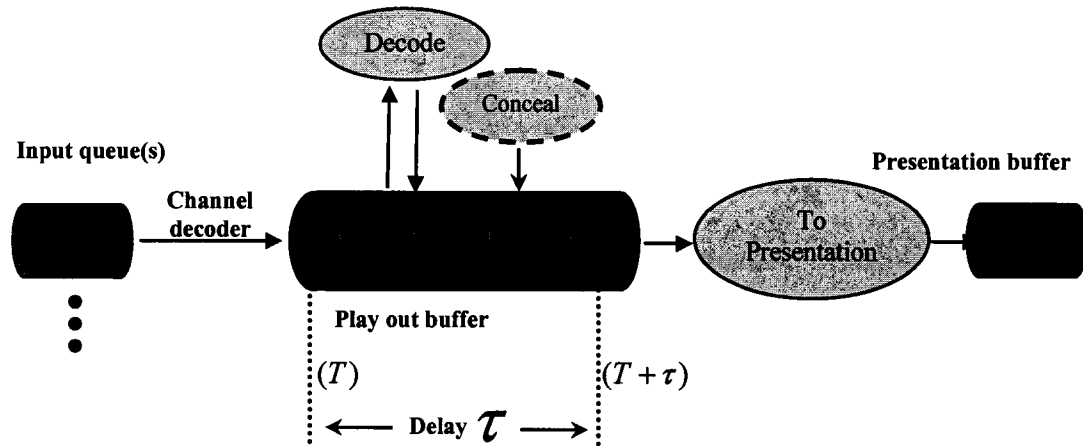 Decode
Conceal
Input queue(s)
Presentation buffer
Channel
decoder
To
Presentation
Play out buffer
(T)
(T + τ)
Delay τ